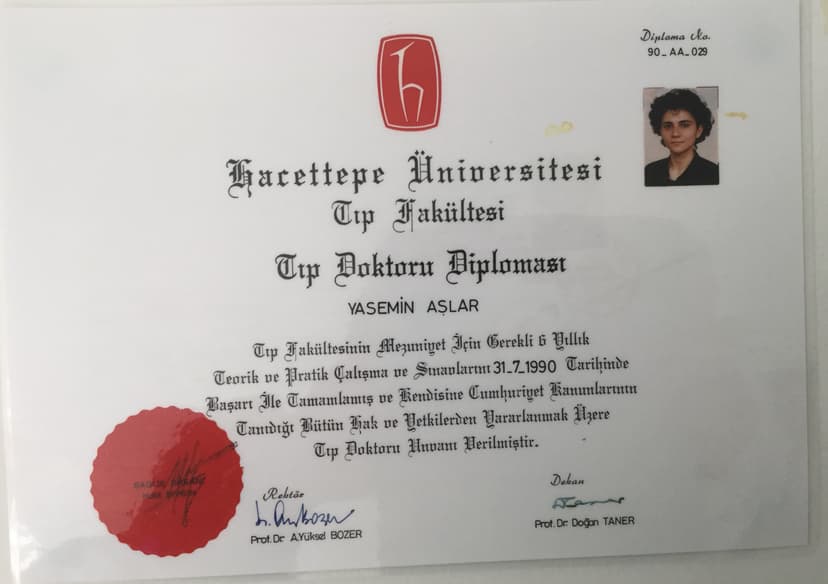 Diploma No.
90_AA_029
Hacettepe Üniversitesi
Tıp Fakültesi
Tıp Doktoru Diploması
YASEMİN AŞLAR
Tıp Fakültesinin Mezuniyet İçin Gerekli 6 Yıllık
Teorik ve Pratik Çalışma ve Sınavlarını 31_7_1990 Tarihinde
Başarı İle Tamamlamış ve Kendisine Cumhuriyet Kanunlarının
Tanıdığı Bütün Hak ve Yetkilerden Yararlanmak Üzere
Tıp Doktoru Unvanı Verilmiştir.
Rektör
Prof. Dr. A.Yüksel BOZER
Dekan
Prof. Dr. Doğan TANER